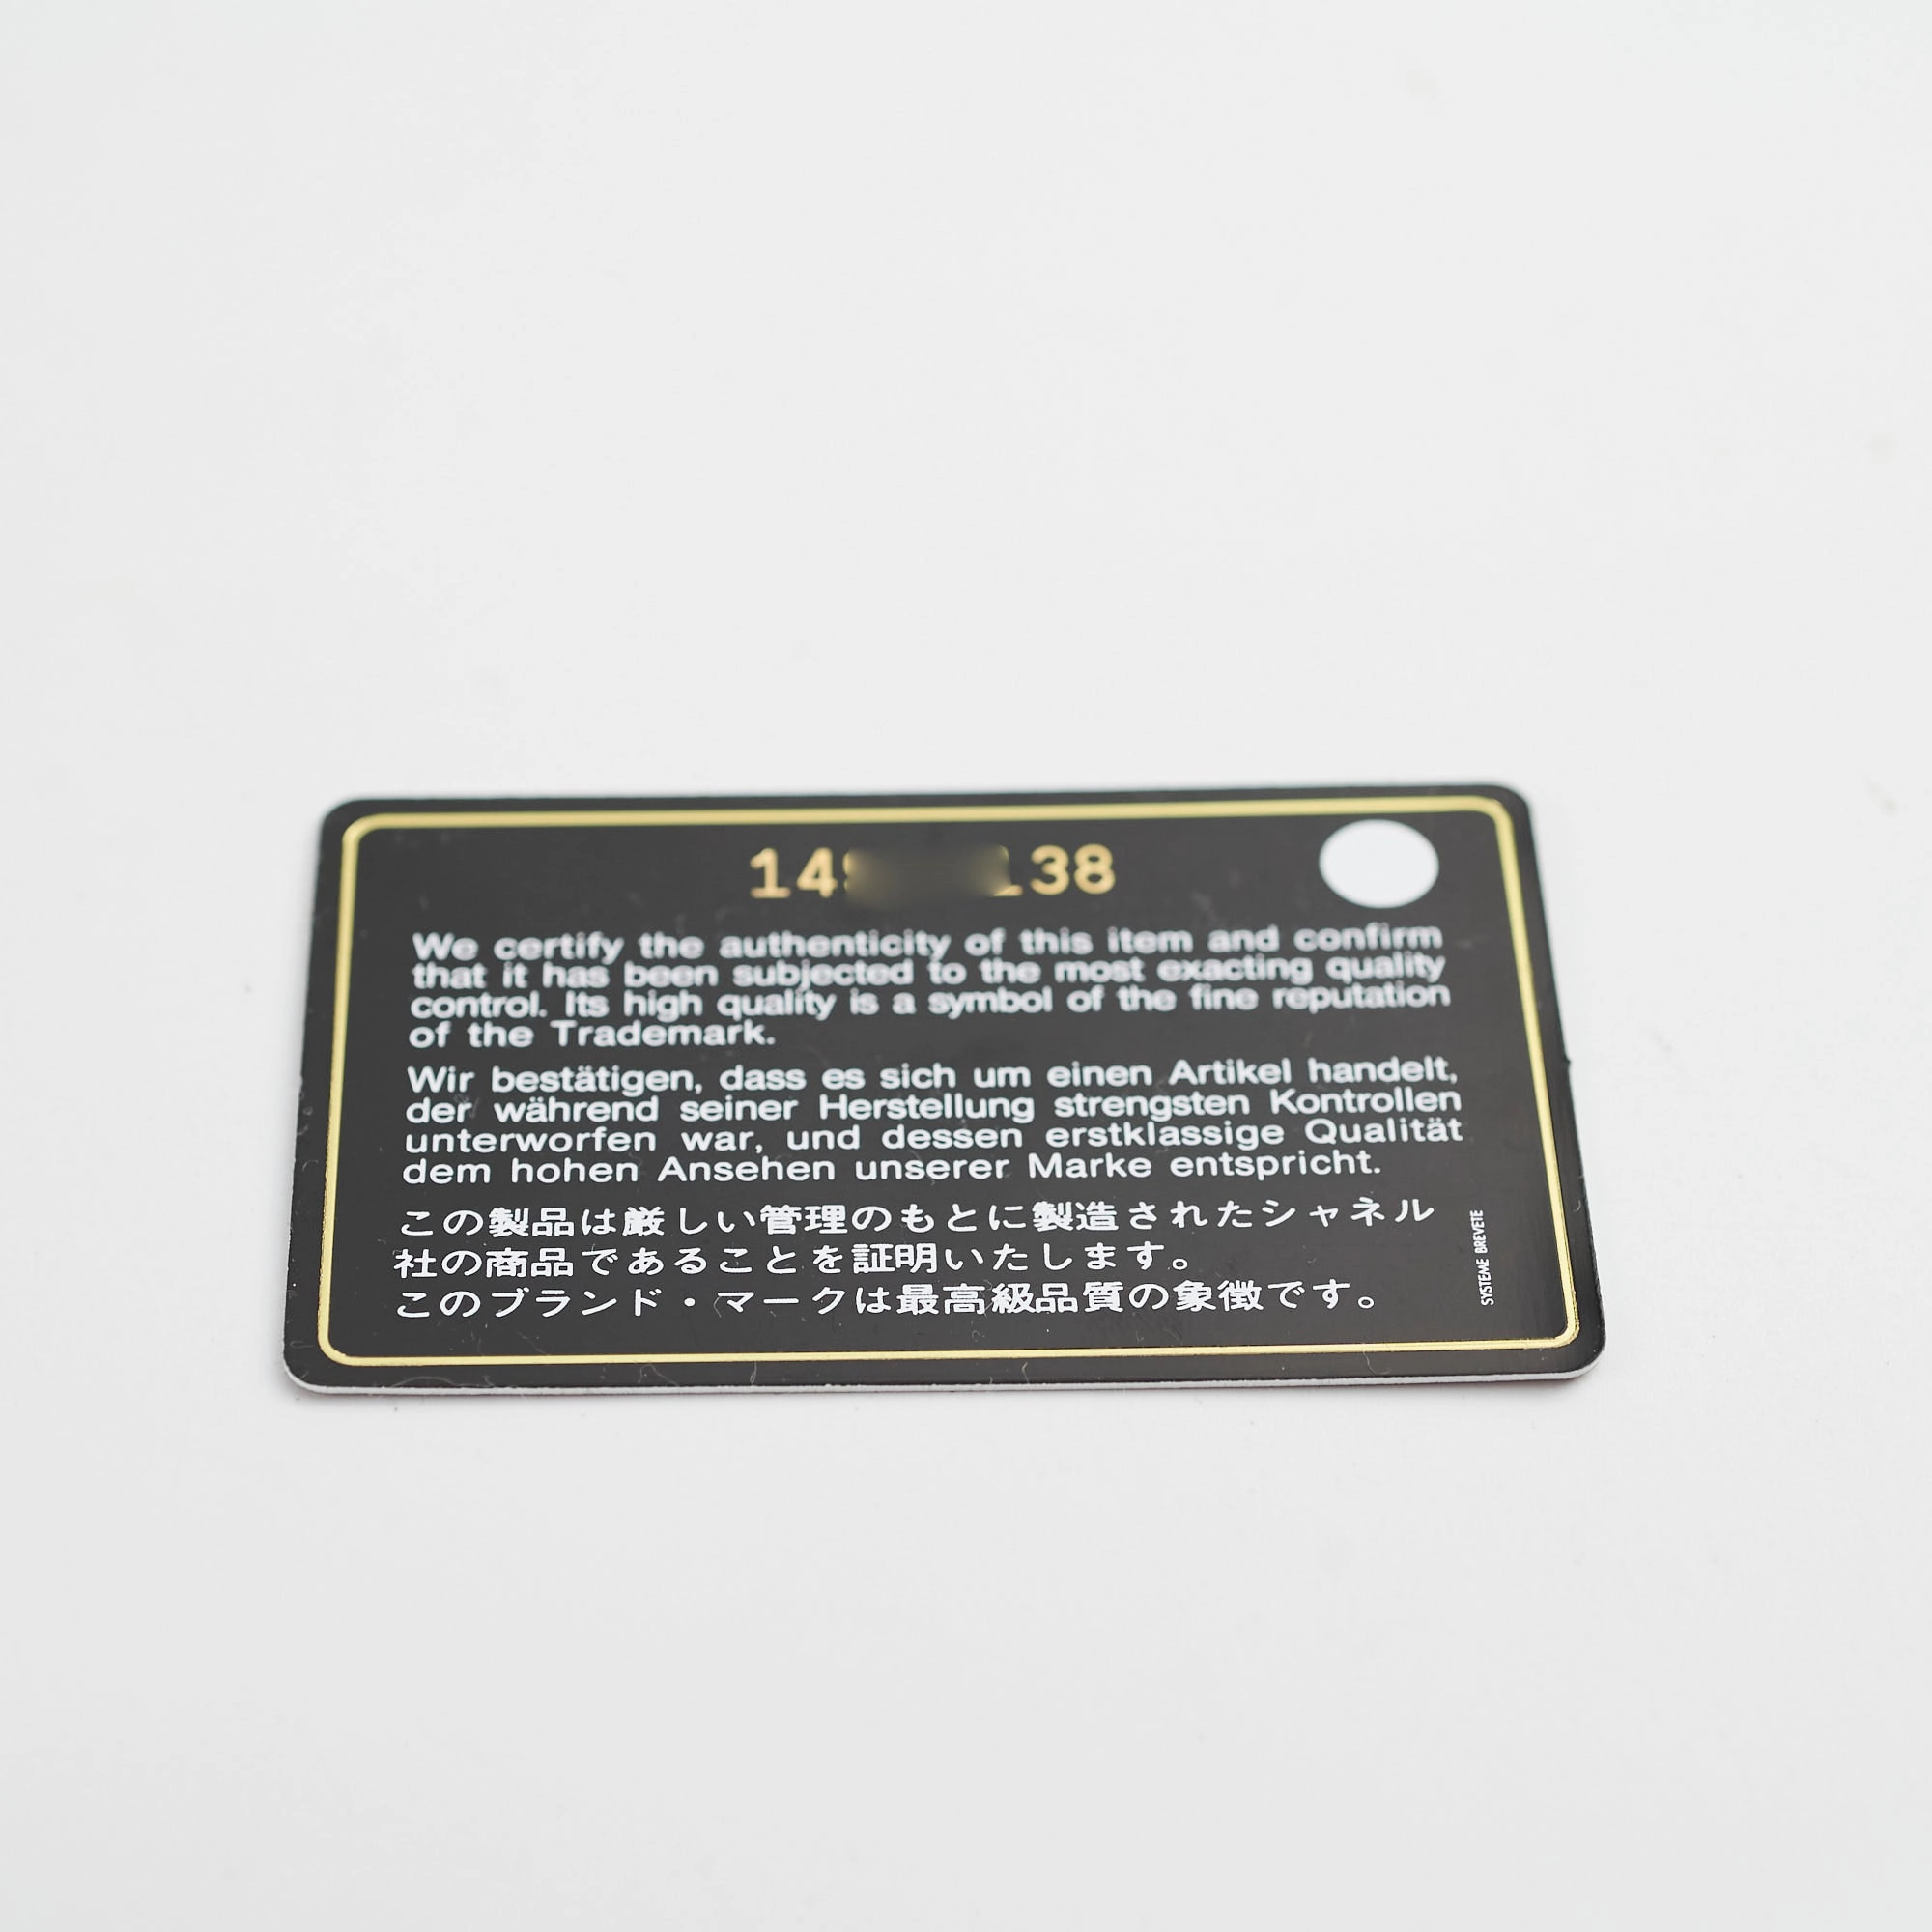 14 138
We certify the authenticity of this item and confirm
that it has been subjected to the most exacting quality
control. Its high quality is a symbol of the fine reputation
of the Trademark.
Wir bestätigen, dass es sich um einen Artikel handelt,
der während seiner Herstellung strengsten Kontrollen
unterworfen war, und dessen erstklassige Qualität
dem hohen Ansehen unserer Marke entspricht.
この製品は厳しい管理のもとに製造されたシャネル
社の商品であることを証明いたします。
このブランド・マークは最高級品質の象徴です。
SYSTEME BREVETE